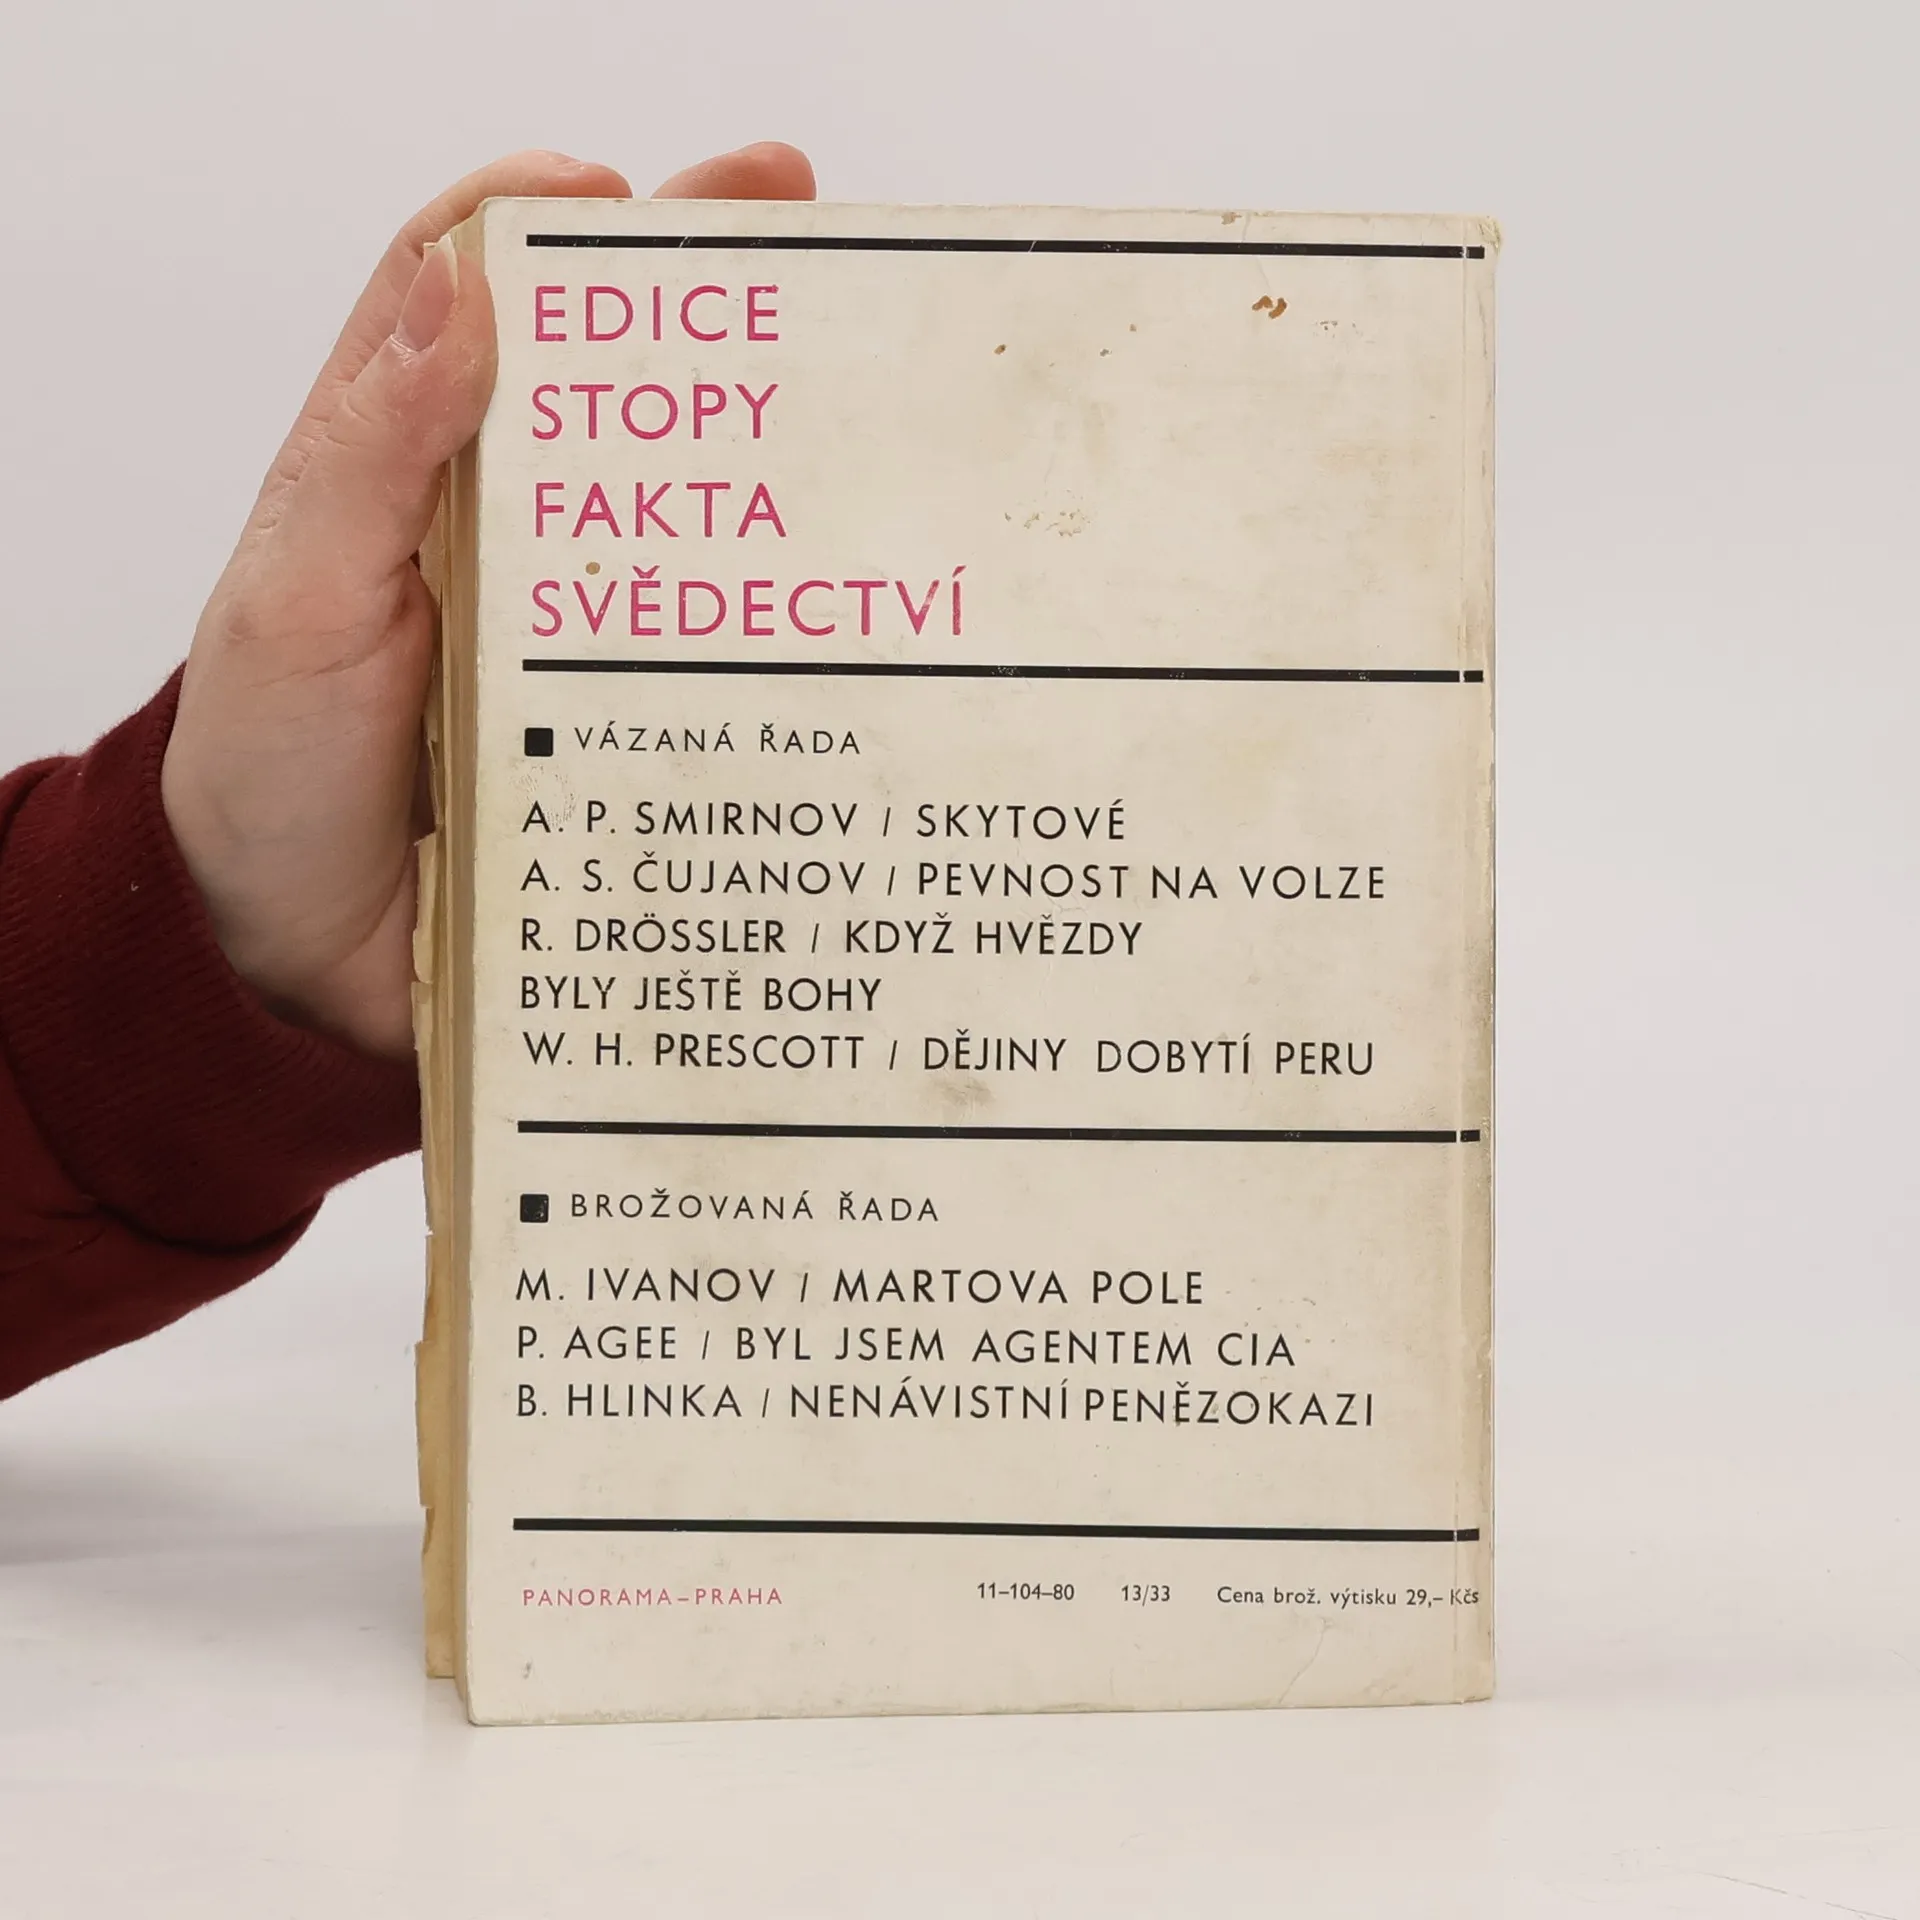 EDICE
STOPY
FAKTA
SVĚDECTVÍ
VÁZANÁ ŘADA
A. P. SMIRNOV / SKYTOVÉ
A. S. ČUJANOV / PEVNOST NA VOLZE
R. DRÖSSLER / KDYŽ HVĚZDY
BYLY JEŠTĚ BOHY
W. H. PRESCOTT / DĚJINY DOBYTÍ PERU
BROŽOVANÁ ŘADA
M. IVANOV / MARTOVA POLE
P. AGEE / BYL JSEM AGENTEM CIA
B. HLINKA / NENÁVISTNÍ PENĚZOKAZI
PANORAMA–PRAHA 11–104–80 13/33 Cena brož. výtisku 29,– Kčs